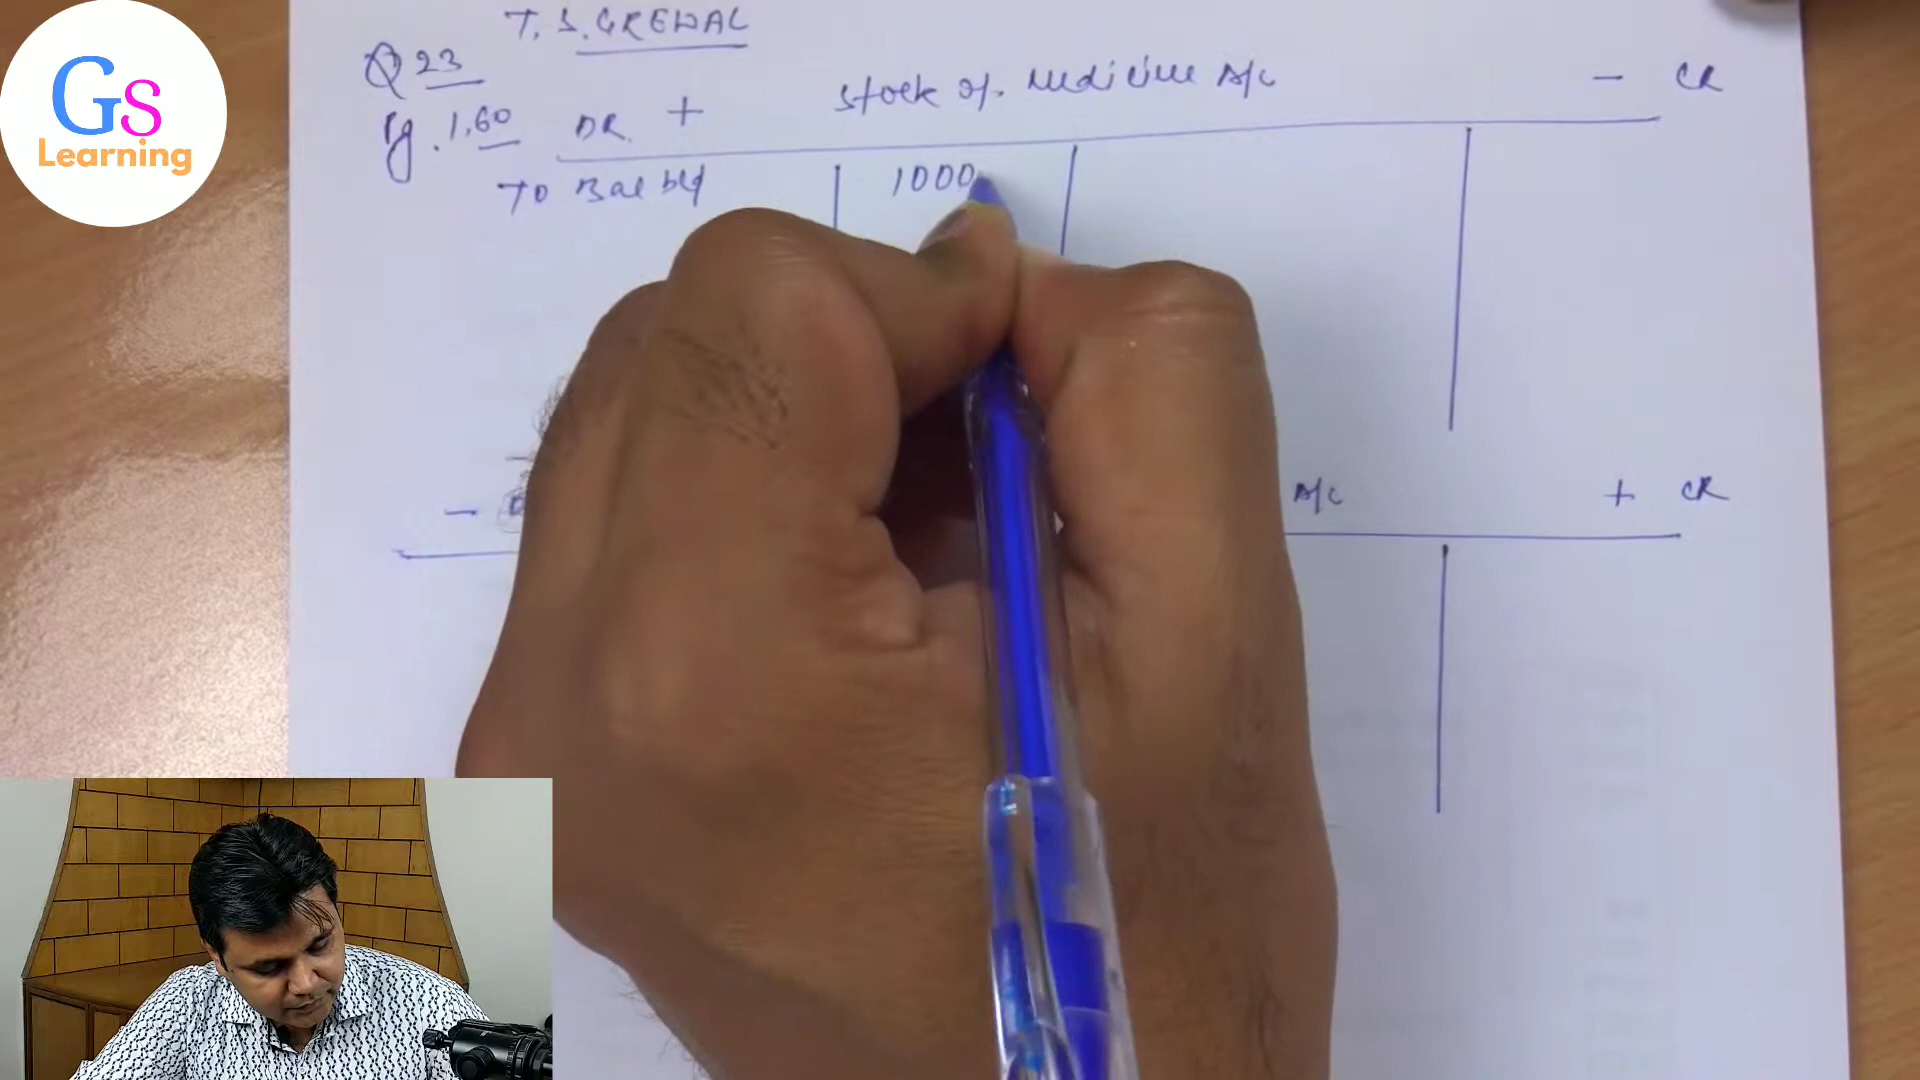 Gs
Learning
T. S. GREWAL
Q 23
Pg. 1.60
DR + Stock of medicine A/c - CR
To Bal b/d 1000
-
A/c + CR